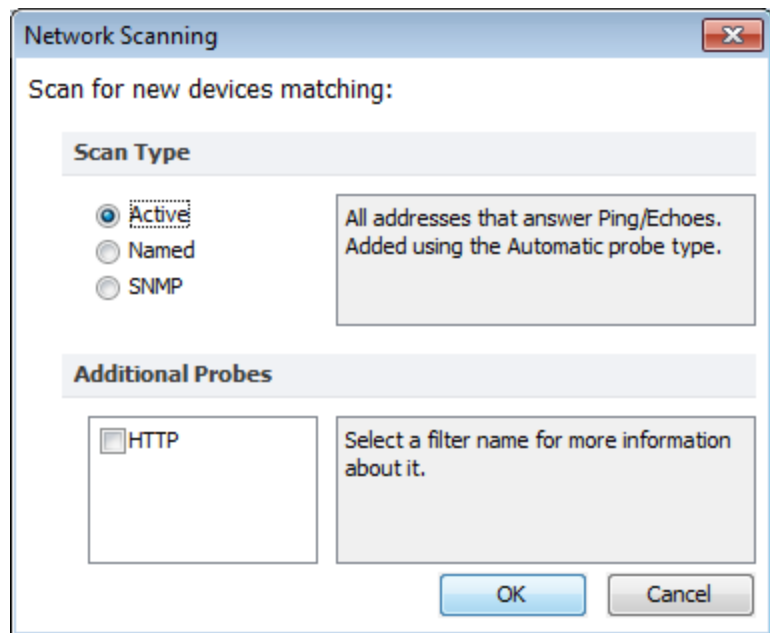 Network Scanning
Scan for new devices matching:
Scan Type
Active
Named
SNMP
All addresses that answer Ping/Echoes.
Added using the Automatic probe type.
Additional Probes
HTTP
Select a filter name for more information
about it.
OK
Cancel